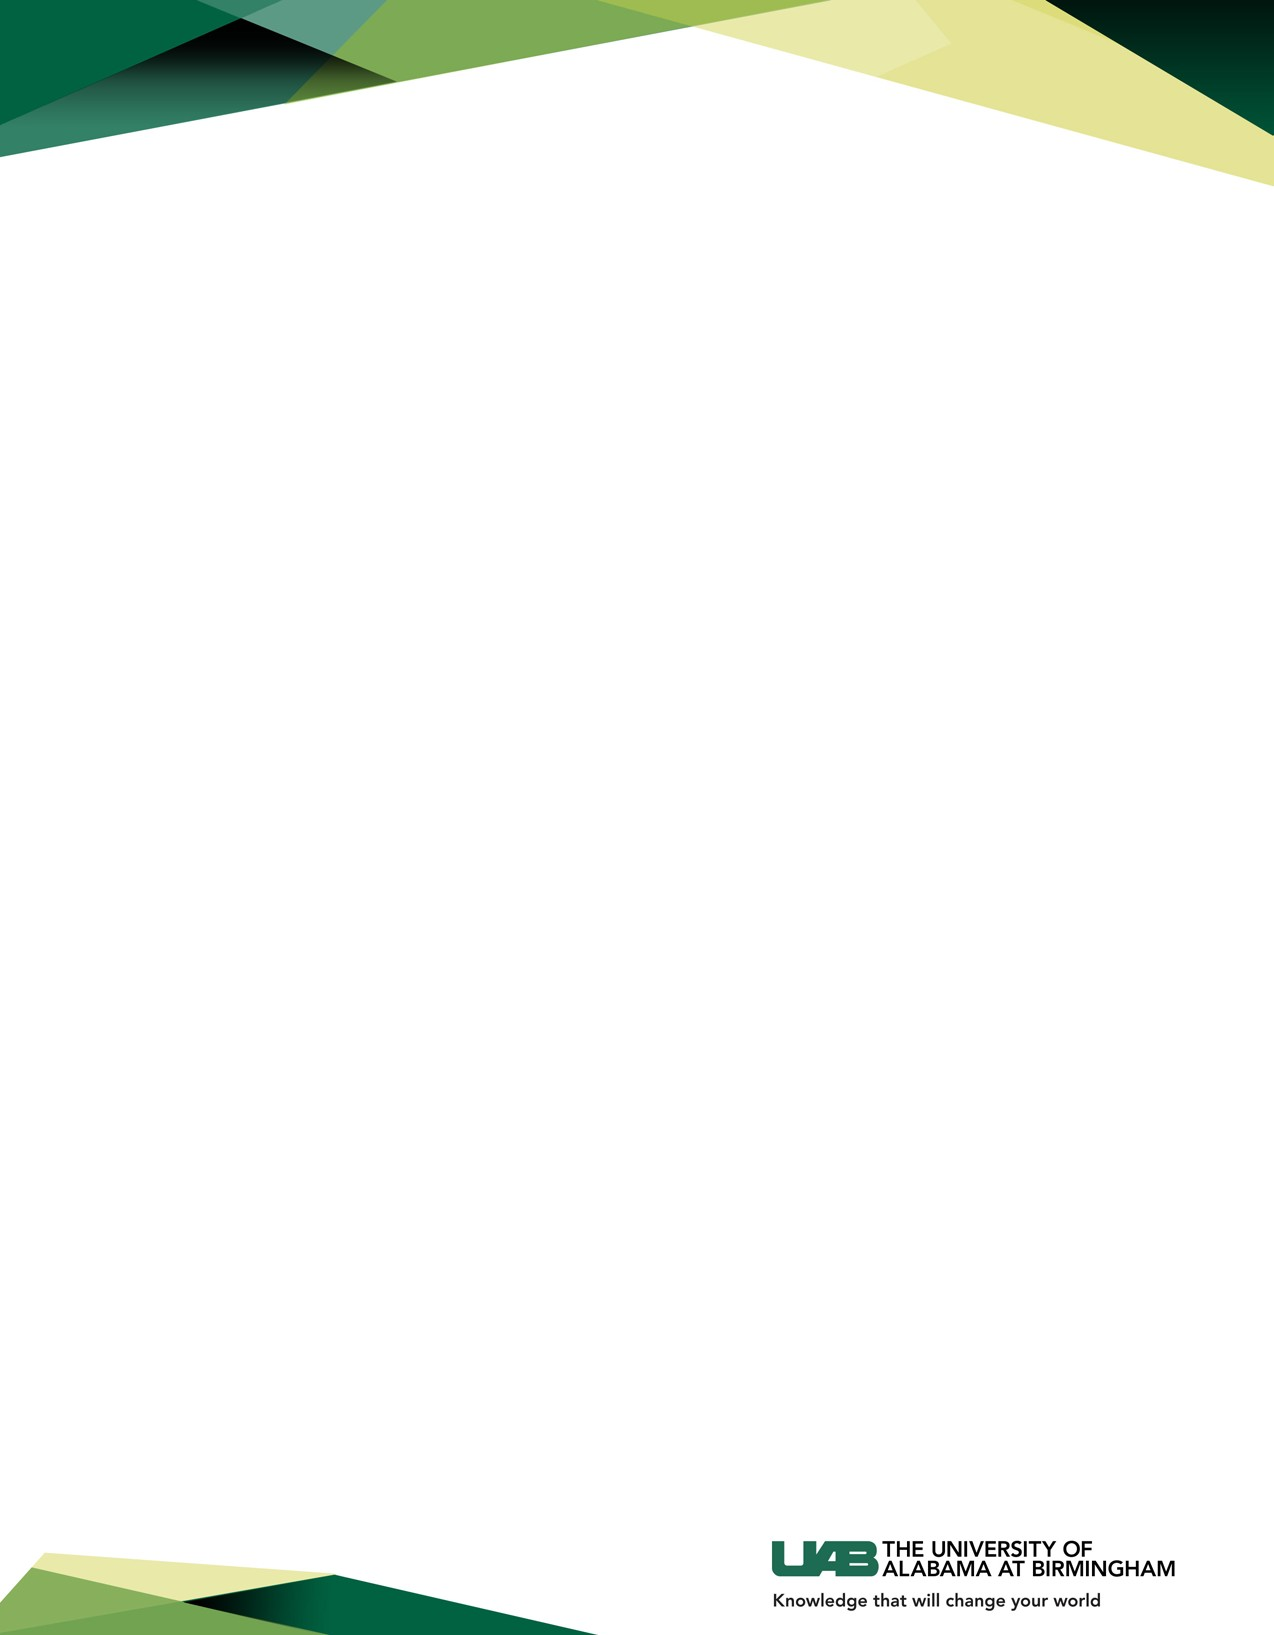 UAB THE UNIVERSITY OF
ALABAMA AT BIRMINGHAM
Knowledge that will change your world